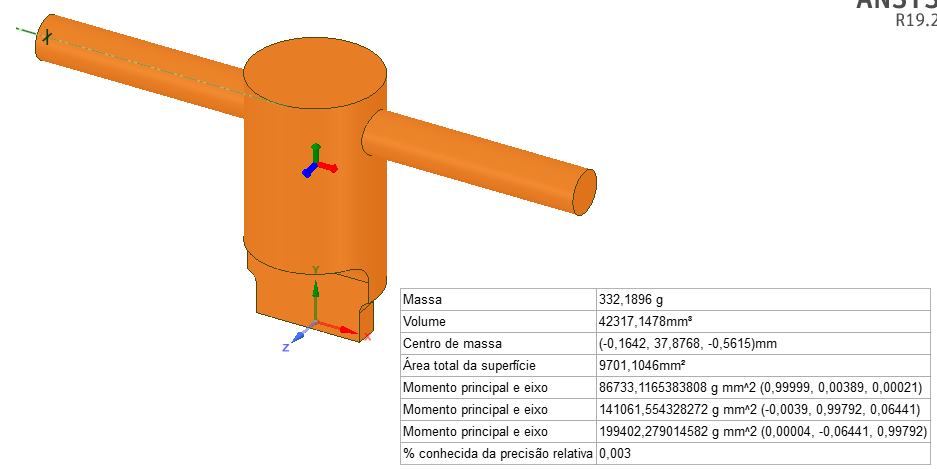 R19.2
Y
X
Z
Massa 332,1896 g
Volume 42317,1478mm³
Centro de massa (-0,1642, 37,8768, -0,5615)mm
Área total da superfície 9701,1046mm²
Momento principal e eixo 86733,1165383808 g mm^2 (0,99999, 0,00389, 0,00021)
Momento principal e eixo 141061,554328272 g mm^2 (-0,0039, 0,99792, 0,06441)
Momento principal e eixo 199402,279014582 g mm^2 (0,00004, -0,06441, 0,99792)
% conhecida da precisão relativa 0,003